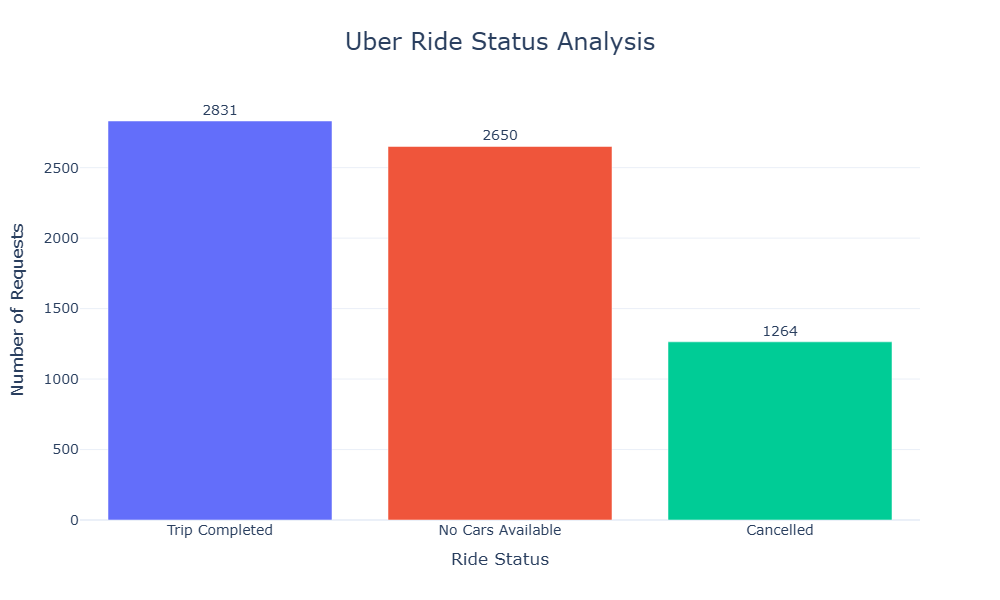 Uber Ride Status Analysis
2831
2650
1264
2500
2000
1500
1000
500
0
Number of Requests
Trip Completed
No Cars Available
Cancelled
Ride Status